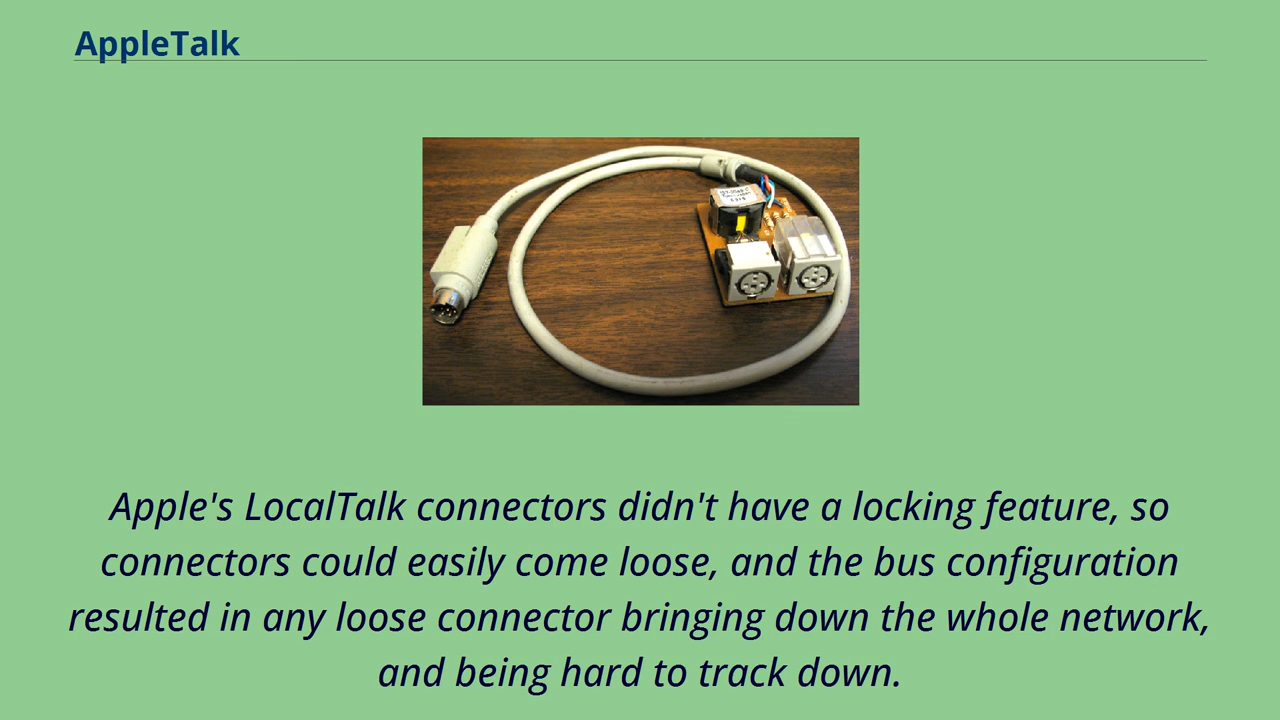 AppleTalk
Apple's LocalTalk connectors didn't have a locking feature, so
connectors could easily come loose, and the bus configuration
resulted in any loose connector bringing down the whole network,
and being hard to track down.